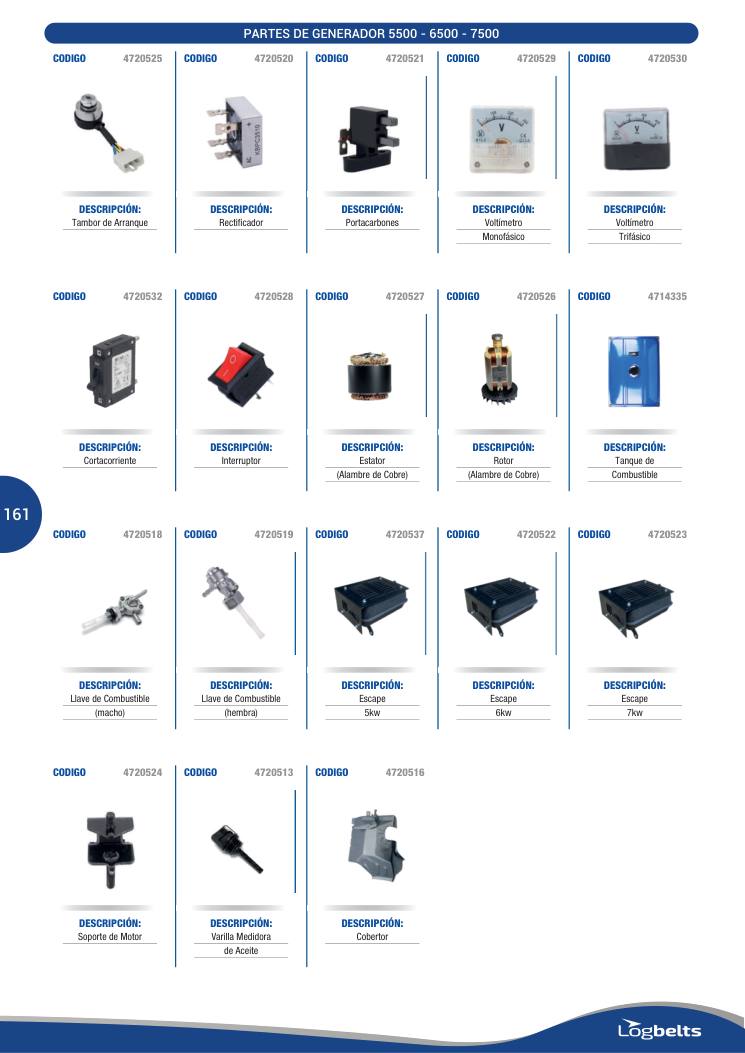 PARTES DE GENERADOR 5500 - 6500 - 7500
CODIGO 4720525
DESCRIPCIÓN:
Tambor de Arranque
CODIGO 4720520
KBPC3510
AC
DESCRIPCIÓN:
Rectificador
CODIGO 4720521
DESCRIPCIÓN:
Portacarbones
CODIGO 4720529
V
DESCRIPCIÓN:
Voltímetro
Monofásico
CODIGO 4720530
V
DESCRIPCIÓN:
Voltímetro
Trifásico
CODIGO 4720532
DESCRIPCIÓN:
Cortacorriente
CODIGO 4720528
DESCRIPCIÓN:
Interruptor
CODIGO 4720527
DESCRIPCIÓN:
Estator
(Alambre de Cobre)
CODIGO 4720526
DESCRIPCIÓN:
Rotor
(Alambre de Cobre)
CODIGO 4714335
DESCRIPCIÓN:
Tanque de
Combustible
161
CODIGO 4720518
DESCRIPCIÓN:
Llave de Combustible
(macho)
CODIGO 4720519
DESCRIPCIÓN:
Llave de Combustible
(hembra)
CODIGO 4720537
DESCRIPCIÓN:
Escape
5kw
CODIGO 4720522
DESCRIPCIÓN:
Escape
6kw
CODIGO 4720523
DESCRIPCIÓN:
Escape
7kw
CODIGO 4720524
DESCRIPCIÓN:
Soporte de Motor
CODIGO 4720513
DESCRIPCIÓN:
Varilla Medidora
de Aceite
CODIGO 4720516
DESCRIPCIÓN:
Cobertor
Logbelts